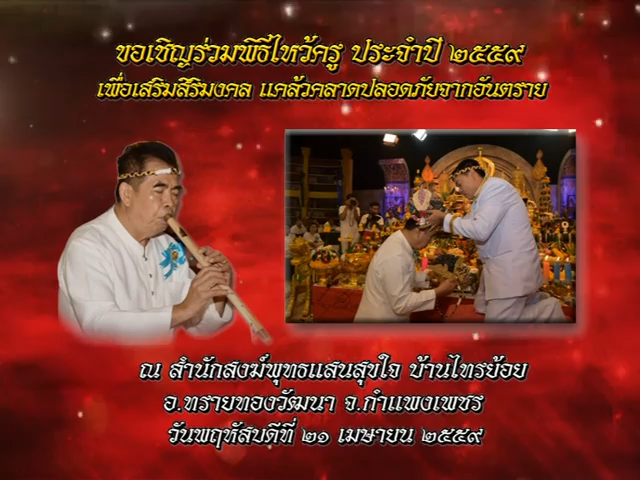 ขอเชิญร่วมพิธีไหว้ครู ประจำปี ๒๕๕๙
เพื่อเสริมสิริมงคล แคล้วคลาดปลอดภัยจากอันตราย
ณ สำนักสงฆ์พุทธแสนสุขใจ บ้านไทรย้อย
อ.ทรายทองวัฒนา จ.กำแพงเพชร
วันพฤหัสบดีที่ ๒๑ เมษายน ๒๕๕๙